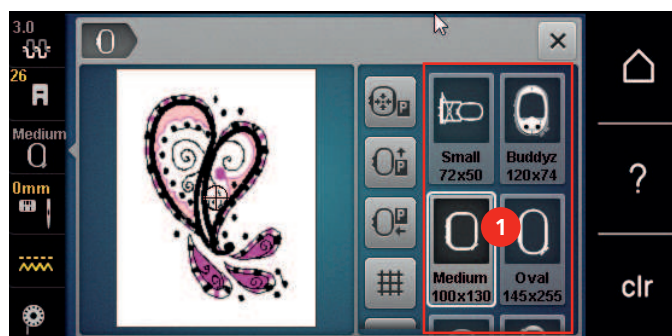 3.0
26
Medium
0mm
P
P
P
Small
72x50
Buddyz
120x74
Medium
100x130
Oval
145x255
1
?
clr